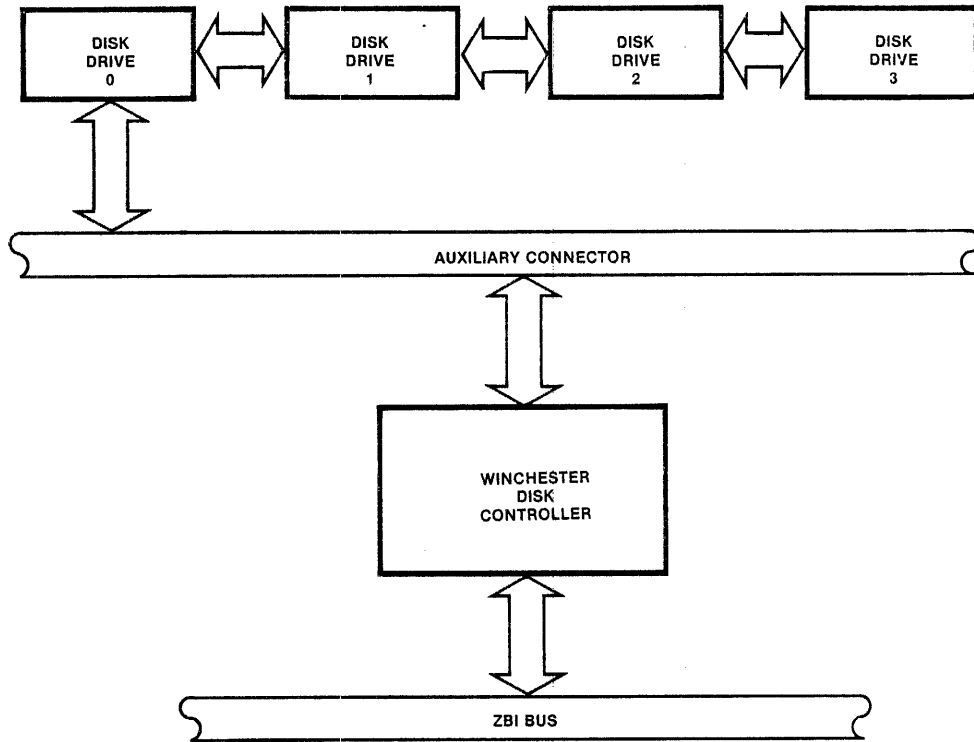 DISK
DRIVE
0
DISK
DRIVE
1
DISK
DRIVE
2
DISK
DRIVE
3
AUXILIARY CONNECTOR
WINCHESTER
DISK
CONTROLLER
ZBI BUS